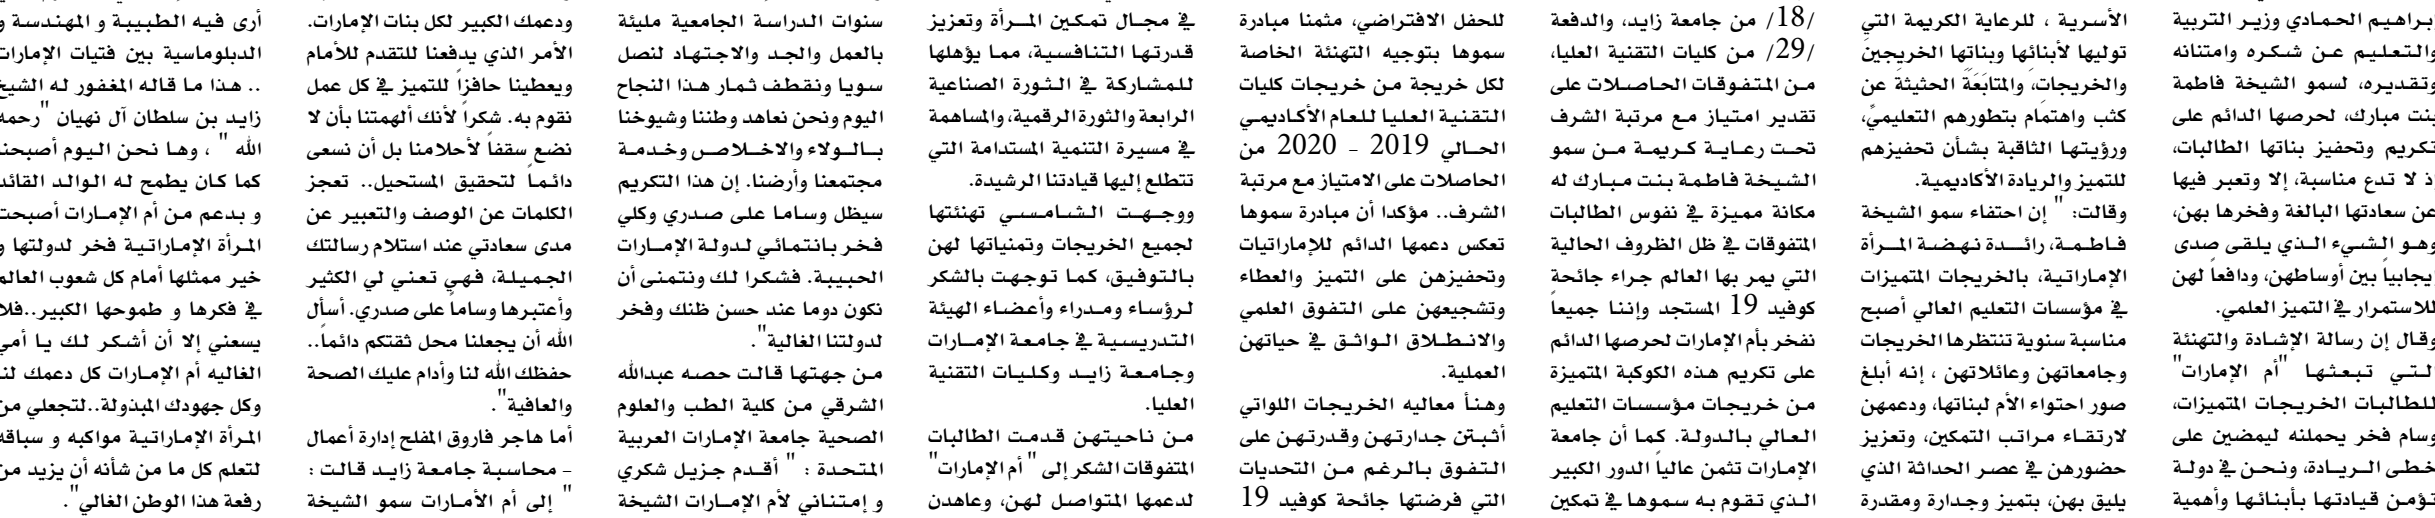 براهيم الحمادي وزير التربية
والتعليم عن شكره وامتنانه
وتقديره، لسمو الشيخة فاطمة
بنت مبارك، لحرصها الدائم على
تكريم وتحفيز بناتها الطالبات،
إذ لا تدع مناسبة، إلا وتعبر فيها
عن سعادتها البالغة وفخرها بهن،
وهو الشيء الذي يلقى صدى
إيجابياً بين أوساطهن، ودافعاً لهن
للاستمرار في التميز العلمي.
وقال إن رسالة الإشادة والتهنئة
التي تبعثها "أم الإمارات"
للطالبات الخريجات المتميزات،
وسام فخر يحملنه ليمضين على
خطى الريادة، ونحن في دولة
تؤمن قيادتها بأبنائها وأهمية
الأسرية ، للرعاية الكريمة التي
توليها لأبنائها وبناتها الخريجين
والخريجات، والمتابَعَة الحثيثة عن
كثب واهتمام بتطورهم التعليمي،
ورؤيتها الثاقبة بشأن تحفيزهم
للتميز والريادة الأكاديمية.
وقالت: " إن احتفاء سمو الشيخة
فاطمة، رائدة نهضة المرأة
الإماراتية، بالخريجات المتميزات
في مؤسسات التعليم العالي أصبح
مناسبة سنوية تنتظرها الخريجات
وجامعاتهن وعائلاتهن ، إنه أبلغ
صور احتواء الأم لبناتها، ودعمهن
لارتقاء مراتب التمكين، وتعزيز
حضورهن في عصر الحداثة الذي
يليق بهن، بتميز وجدارة ومقدرة
/18/ من جامعة زايد، والدفعة
/29/ من كليات التقنية العليا،
من المتفوقات الحاصلات على
تقدير امتياز مع مرتبة الشرف
تحت رعاية كريمة من سمو
الشيخة فاطمة بنت مبارك له
مكانة مميزة في نفوس الطالبات
المتفوقات في ظل الظروف الحالية
التي يمر بها العالم جراء جائحة
كوفيد 19 المستجد وإننا جميعاً
نفخر بأم الإمارات لحرصها الدائم
على تكريم هذه الكوكبة المتميزة
من خريجات مؤسسات التعليم
العالي بالدولة. كما أن جامعة
الإمارات تثمن عالياً الدور الكبير
الذي تقوم به سموها في تمكين
للحفل الافتراضي، مثمنا مبادرة
سموها بتوجيه التهنئة الخاصة
لكل خريجة من خريجات كليات
التقنية العليا للعام الأكاديمي
الحالي 2019 - 2020 من
الحاصلات على الامتياز مع مرتبة
الشرف.. مؤكدا أن مبادرة سموها
تعكس دعمها الدائم للإماراتيات
وتحفيزهن على التميز والعطاء
وتشجيعهن على التفوق العلمي
والانطلاق الواثق في حياتهن
العملية.
وهنأ معاليه الخريجات اللواتي
أثبتن جدارتهن وقدرتهن على
التفوق بالرغم من التحديات
التي فرضتها جائحة كوفيد 19
في مجال تمكين المرأة وتعزيز
قدرتها التنافسية، مما يؤهلها
للمشاركة في الثورة الصناعية
الرابعة والثورة الرقمية، والمساهمة
في مسيرة التنمية المستدامة التي
تتطلع إليها قيادتنا الرشيدة.
ووجهت الشامسي تهنئتها
لجميع الخريجات وتمنياتها لهن
بالتوفيق، كما توجهت بالشكر
لرؤساء ومدراء وأعضاء الهيئة
التدريسية في جامعة الإمارات
وجامعة زايد وكليات التقنية
العليا.
من ناحيتهن قدمت الطالبات
المتفوقات الشكر إلى " أم الإمارات"
لدعمها المتواصل لهن، وعاهدن
سنوات الدراسة الجامعية مليئة
بالعمل والجد والاجتهاد لنصل
سويا ونقطف ثمار هذا النجاح
اليوم ونحن نعاهد وطننا وشيوخنا
بالولاء والاخلاص وخدمة
مجتمعنا وأرضنا. إن هذا التكريم
سيظل وساما على صدري وكلي
فخر بانتمائي لدولة الإمارات
الحبيبة. فشكرا لك ونتمنى أن
نكون دوما عند حسن ظنك وفخر
لدولتنا الغالية".
من جهتها قالت حصه عبدالله
الشرقي من كلية الطب والعلوم
الصحية جامعة الإمارات العربية
المتحدة : " أقدم جزيل شكري
و إمتناني لأم الإمارات الشيخة
ودعمك الكبير لكل بنات الإمارات.
الأمر الذي يدفعنا للتقدم للأمام
ويعطينا حافزاً للتميز في كل عمل
نقوم به. شكراً لأنك ألهمتنا بأن لا
نضع سقفاً لأحلامنا بل أن نسعى
دائماً لتحقيق المستحيل.. تعجز
الكلمات عن الوصف والتعبير عن
مدى سعادتي عند استلام رسالتك
الجميلة، فهي تعني لي الكثير
وأعتبرها وساماً على صدري. أسأل
الله أن يجعلنا محل ثقتكم دائماً..
حفظك الله لنا وأدام عليك الصحة
والعافية".
أما هاجر فاروق المفلح إدارة أعمال
- محاسبة جامعة زايد قالت :
" إلى أم الأمارات سمو الشيخة
أرى فيه الطبيبة و المهندسة و
الدبلوماسية بين فتيات الإمارات
.. هذا ما قاله المغفور له الشيخ
زايد بن سلطان آل نهيان "رحمه
الله " ، وها نحن اليوم أصبحنا
كما كان يطمح له الوالد القائد
و بدعم من أم الإمارات أصبحت
المرأة الإماراتية فخر لدولتها و
خير ممثلها أمام كل شعوب العالم
في فكرها و طموحها الكبير..فلا
يسعني إلا أن أشكر لك يا أمي
الغاليه أم الإمارات كل دعمك لنا
وكل جهودك المبذولة..لتجعلي من
المرأة الإماراتية مواكبه و سباقه
لتعلم كل ما من شأنه أن يزيد من
رفعة هذا الوطن الغالي".